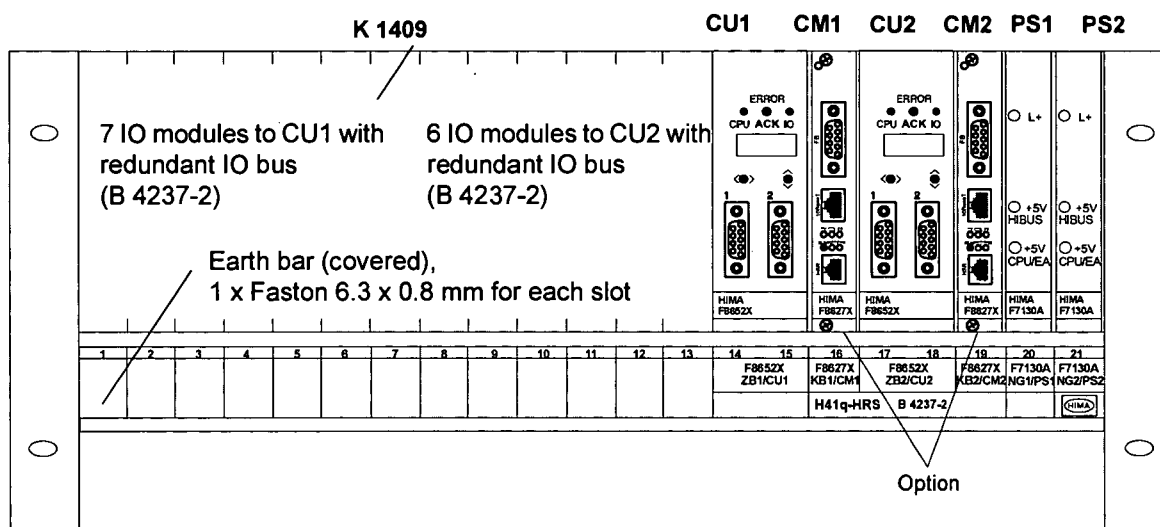 K 1409
CU1 CM1 CU2 CM2 PS1 PS2
7 IO modules to CU1 with
redundant IO bus
(B 4237-2)
6 IO modules to CU2 with
redundant IO bus
(B 4237-2)
Earth bar (covered),
1 x Faston 6.3 x 0.8 mm for each slot
ERROR
CPU ACK IO
1 2
HIMA
F8652X
FB
HIMA
F8627X
ERROR
CPU ACK IO
1 2
HIMA
F8652X
FB
HIMA
F8627X
L+
+5V
HIBUS
+5V
CPU/EA
HIMA
F7130A
L+
+5V
HIBUS
+5V
CPU/EA
HIMA
F7130A
1 2 3 4 5 6 7 8 9 10 11 12 13 14 15 16 17 18 19 20 21
F8652X F8627X F8652X F8627X F7130A F7130A
ZB1/CU1 KB1/CM1 ZB2/CU2 KB2/CM2 NG1/PS1 NG2/PS2
H41q-HRS B 4237-2 HIMA
Option